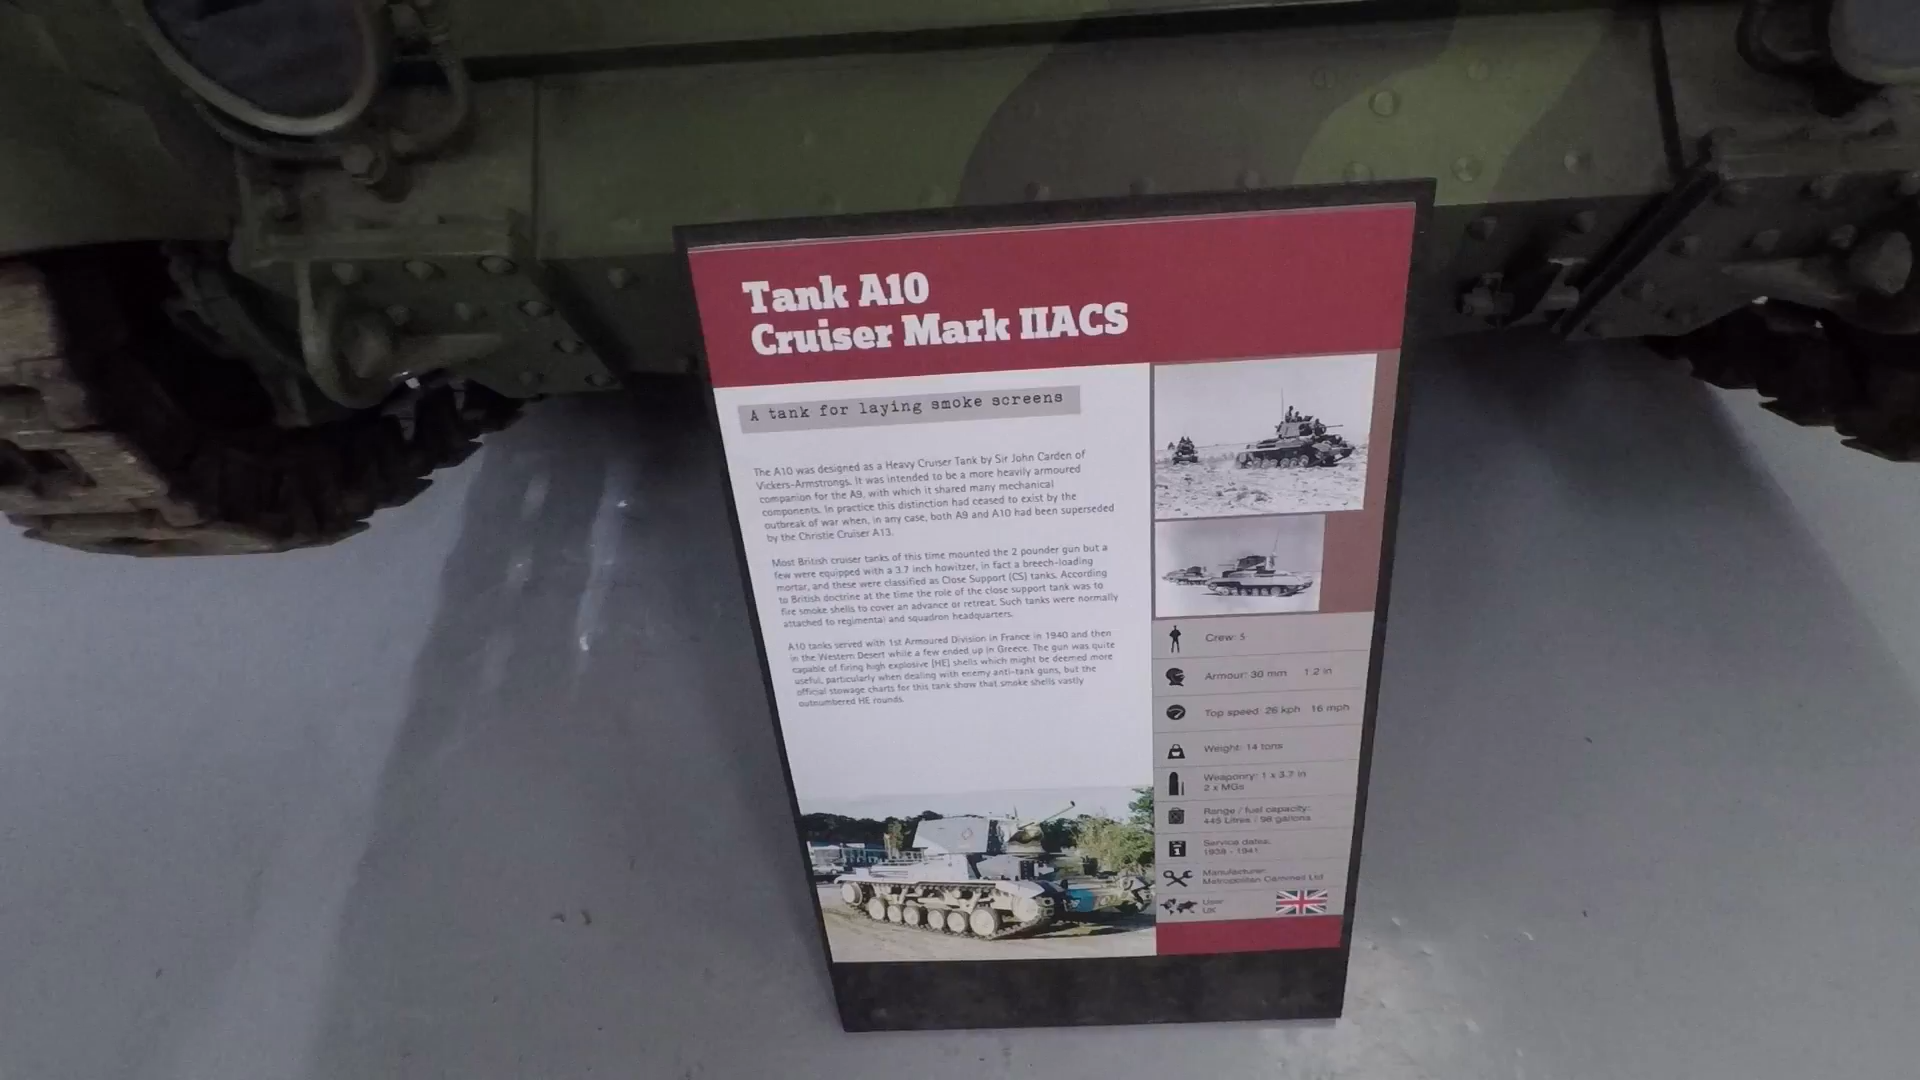 Tank A10
Cruiser Mark IIACS
A tank for laying smoke screens
The A10 was designed as a Heavy Cruiser Tank by Sir John Carden of
Vickers-Armstrongs. It was intended to be a more heavily armoured
companion for the A9, with which it shared many mechanical
components. In practice this distinction had ceased to exist by the
outbreak of war when, in any case, both A9 and A10 had been superseded
by the Christie Cruiser A13.
Most British cruiser tanks of this time mounted the 2 pounder gun but a
few were equipped with a 3.7 inch howitzer, in fact a breech-loading
mortar, and these were classified as Close Support (CS) tanks. According
to British doctrine at the time the role of the close support tank was to
fire smoke shells to cover an advance or retreat. Such tanks were normally
attached to regimental and squadron headquarters.
A10 tanks served with 1st Armoured Division in France in 1940 and then
in the Western Desert while a few ended up in Greece. The gun was quite
capable of firing high explosive [HE] shells which might be deemed more
useful, particularly when dealing with enemy anti-tank guns, but the
official stowage charts for this tank show that smoke shells vastly
outnumbered HE rounds.
Crew: 5
Armour: 30 mm 1.2 in
Top speed: 26 kph 16 mph
Weight: 14 tons
Weaponry: 1 x 3.7 in
2 x MGs
Range / fuel capacity:
445 Litres / 98 gallons
Service dates:
1939 - 1941
Manufacturer:
Metropolitan Cammell Ltd
User
UK